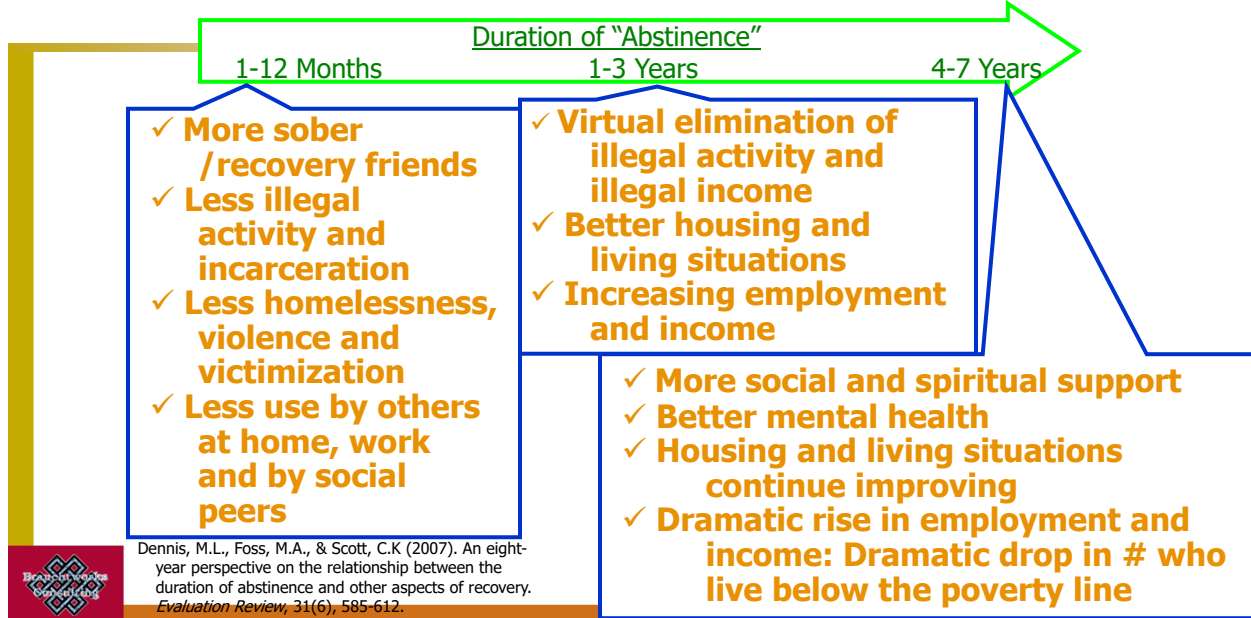 Duration of “Abstinence”
1-12 Months
1-3 Years
4-7 Years
✓ More sober
/recovery friends
✓ Less illegal
activity and
incarceration
✓ Less homelessness,
violence and
victimization
✓ Less use by others
at home, work
and by social
peers
✓ Virtual elimination of
illegal activity and
illegal income
✓ Better housing and
living situations
✓ Increasing employment
and income
✓ More social and spiritual support
✓ Better mental health
✓ Housing and living situations
continue improving
✓ Dramatic rise in employment and
income: Dramatic drop in # who
live below the poverty line
Dennis, M.L., Foss, M.A., & Scott, C.K (2007). An eight-
year perspective on the relationship between the
duration of abstinence and other aspects of recovery.
Evaluation Review, 31(6), 585-612.
Consulting